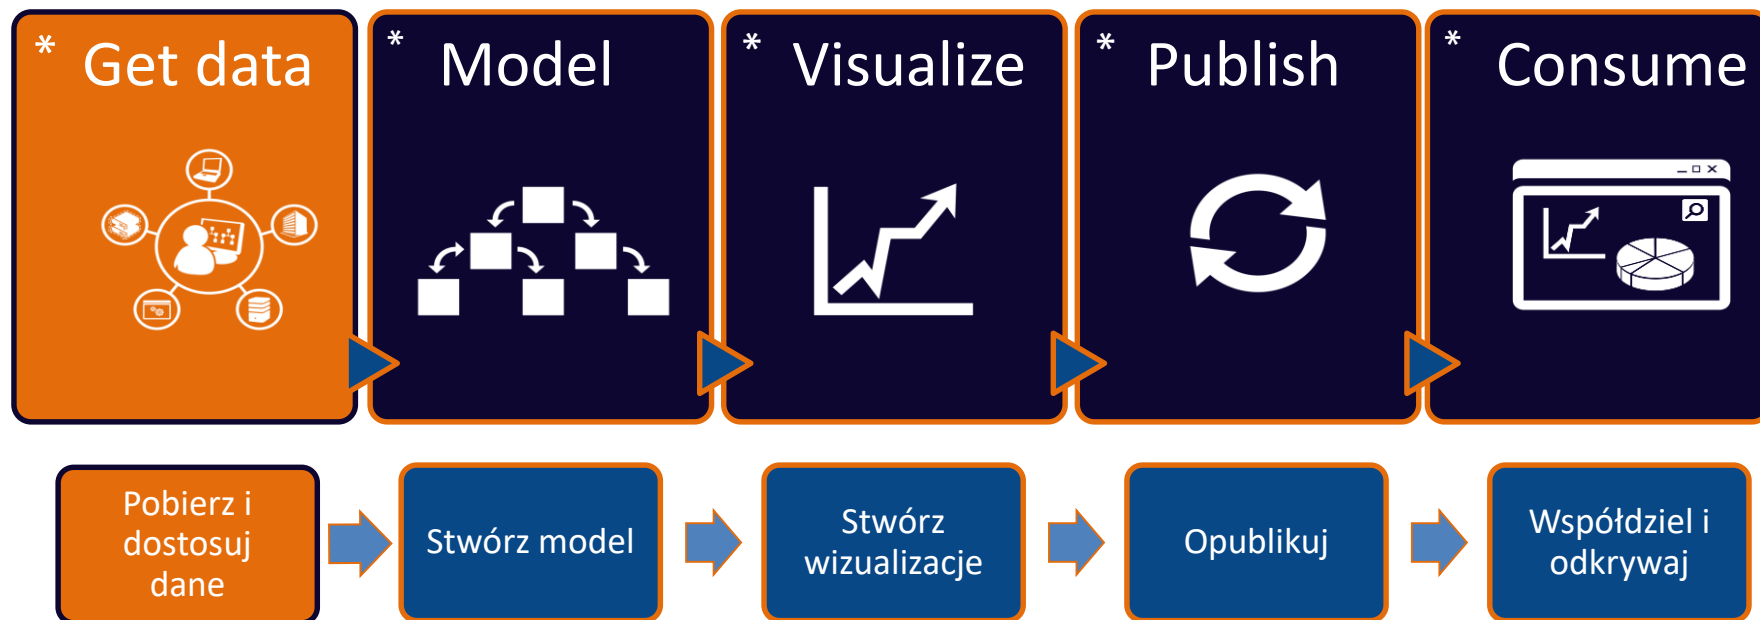 * Get data
* Model
* Visualize
* Publish
* Consume
Pobierz i
dostosuj
dane
Stwórz model
Stwórz
wizualizacje
Opublikuj
Współdziel i
odkrywaj